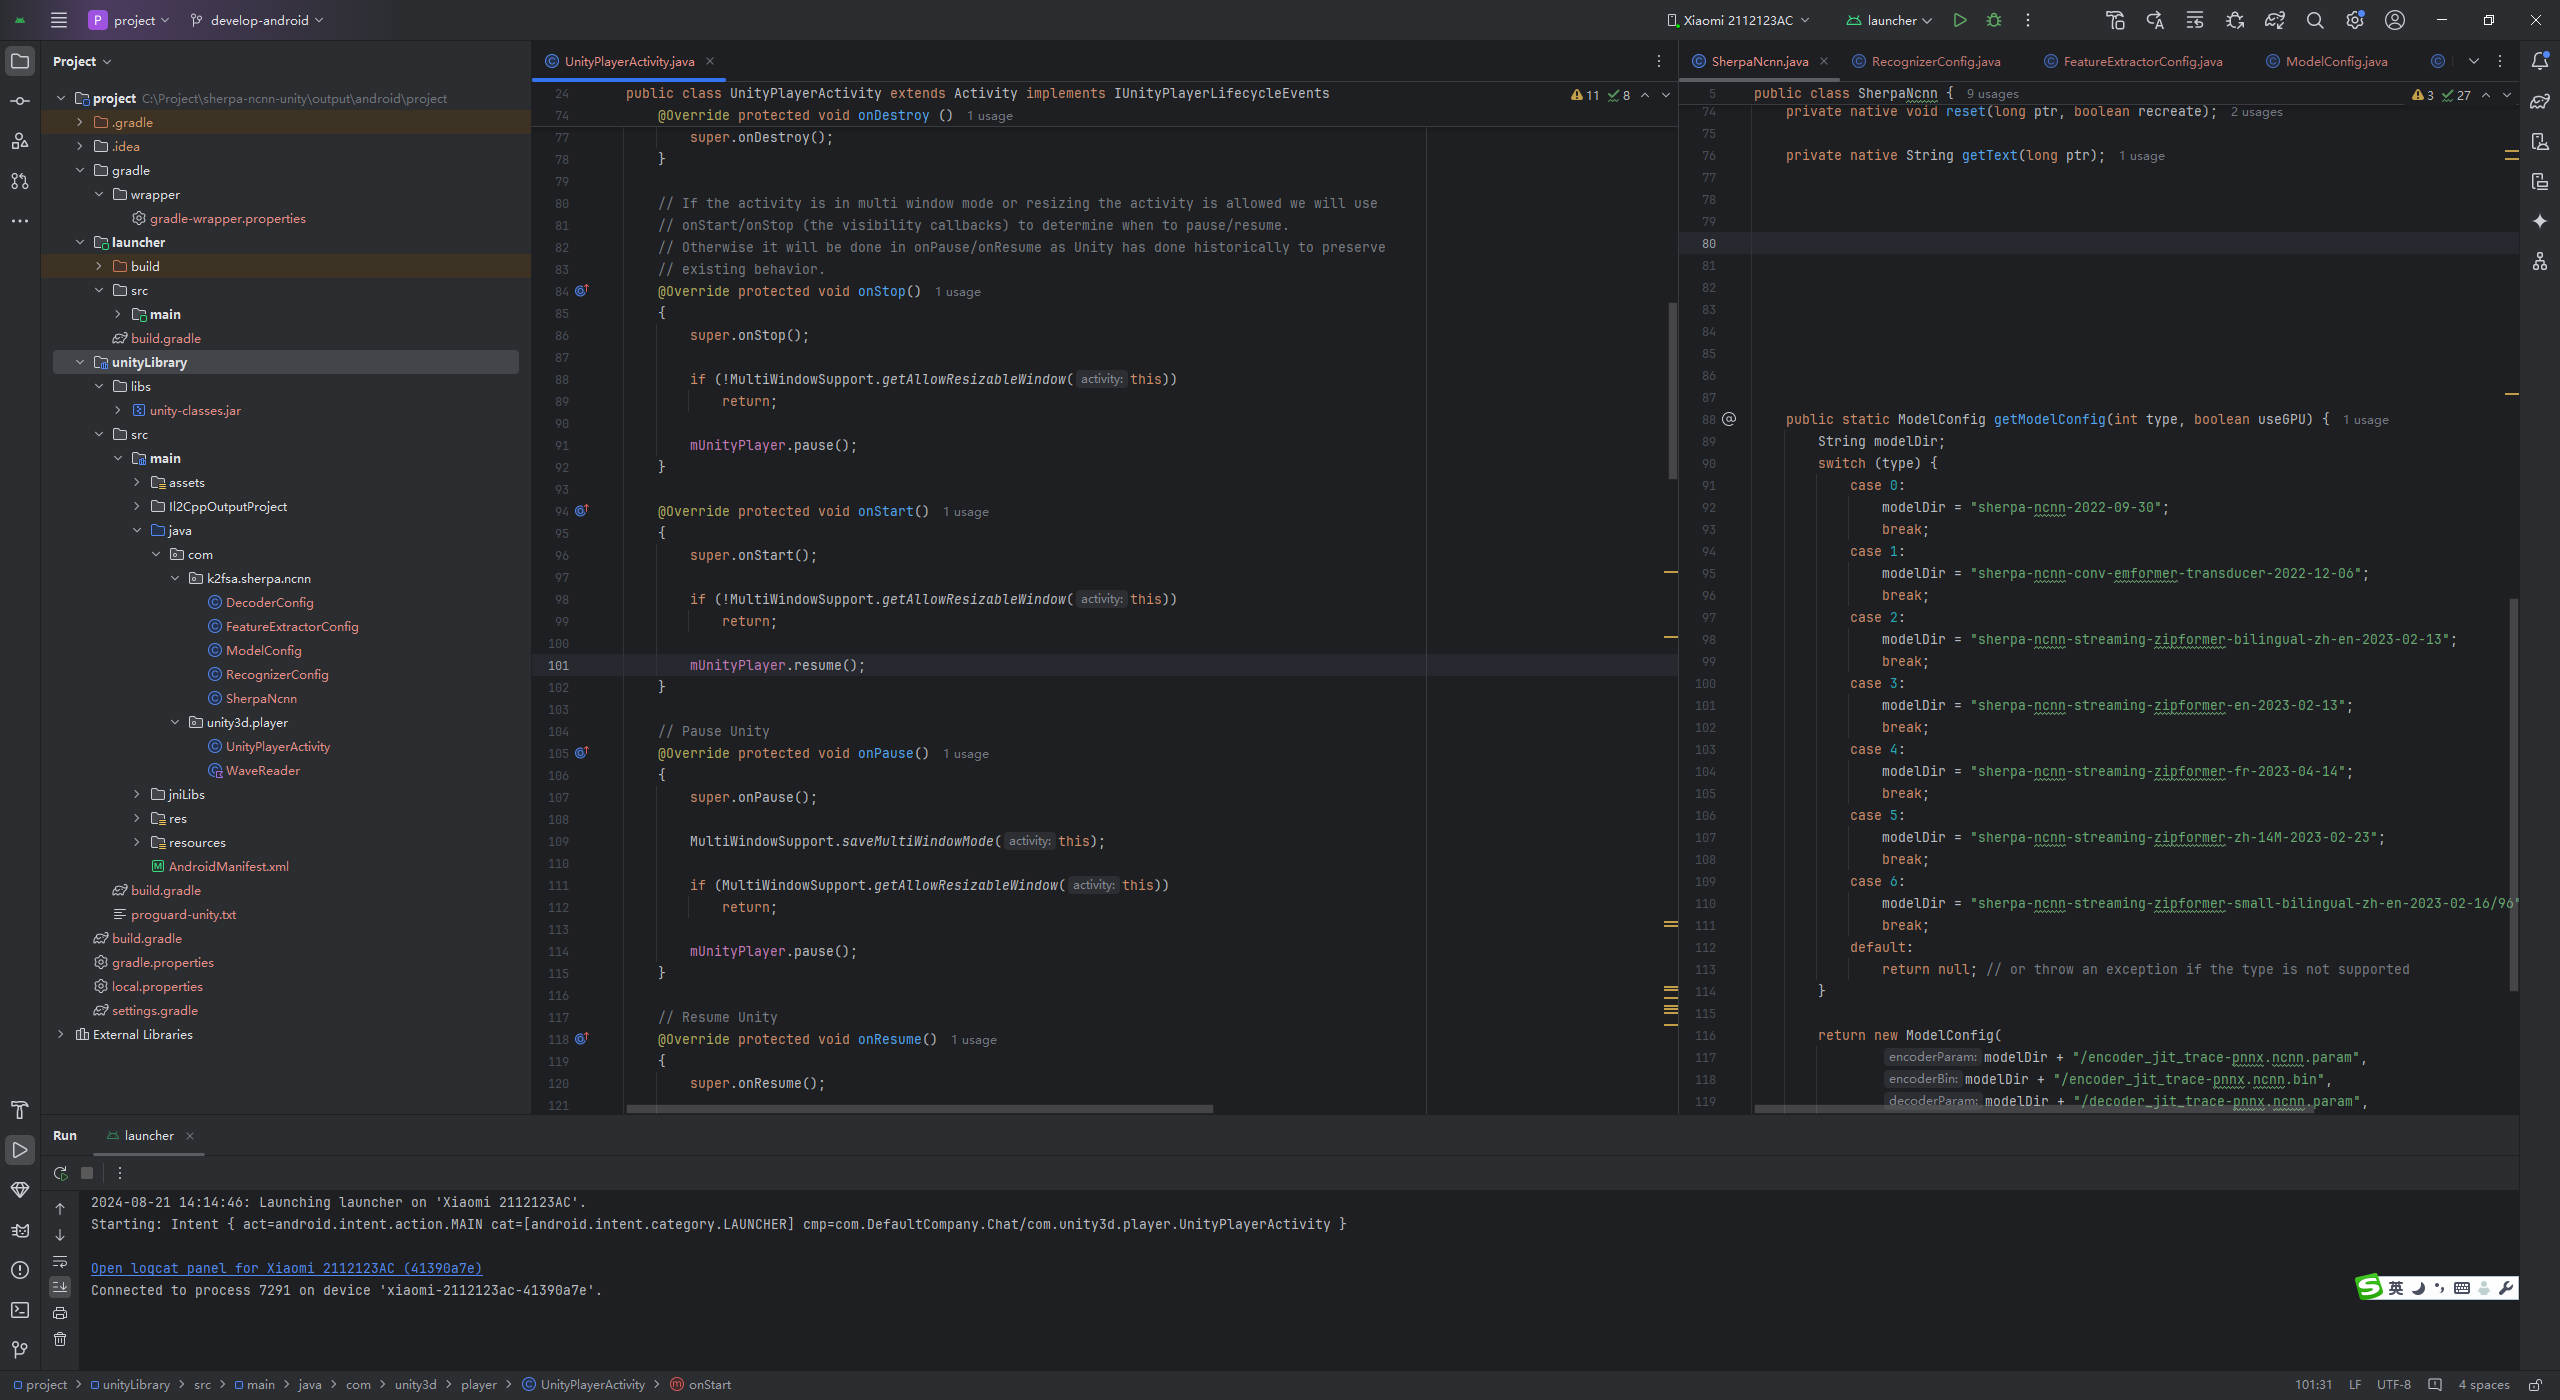 P project develop-android Xiaomi 2112123AC launcher
Project
project C:\Project\sherpa-ncnn-unity\output\android\project
.gradle
.idea
gradle
wrapper
gradle-wrapper.properties
launcher
build
src
main
build.gradle
unityLibrary
libs
unity-classes.jar
src
main
assets
Il2CppOutputProject
java
com
k2fsa.sherpa.ncnn
DecoderConfig
FeatureExtractorConfig
ModelConfig
RecognizerConfig
SherpaNcnn
unity3d.player
UnityPlayerActivity
WaveReader
jniLibs
res
resources
AndroidManifest.xml
build.gradle
proguard-unity.txt
build.gradle
gradle.properties
local.properties
settings.gradle
External Libraries
UnityPlayerActivity.java
24 public class UnityPlayerActivity extends Activity implements IUnityPlayerLifecycleEvents 11 8
74 @Override protected void onDestroy () 1 usage
77 super.onDestroy();
78 }
79
80 // If the activity is in multi window mode or resizing the activity is allowed we will use
81 // onStart/onStop (the visibility callbacks) to determine when to pause/resume.
82 // Otherwise it will be done in onPause/onResume as Unity has done historically to preserve
83 // existing behavior.
84 @Override protected void onStop() 1 usage
85 {
86 super.onStop();
87
88 if (!MultiWindowSupport.getAllowResizableWindow( activity: this))
89 return;
90
91 mUnityPlayer.pause();
92 }
93
94 @Override protected void onStart() 1 usage
95 {
96 super.onStart();
97
98 if (!MultiWindowSupport.getAllowResizableWindow( activity: this))
99 return;
100
101 mUnityPlayer.resume();
102 }
103
104 // Pause Unity
105 @Override protected void onPause() 1 usage
106 {
107 super.onPause();
108
109 MultiWindowSupport.saveMultiWindowMode( activity: this);
110
111 if (MultiWindowSupport.getAllowResizableWindow( activity: this))
112 return;
113
114 mUnityPlayer.pause();
115 }
116
117 // Resume Unity
118 @Override protected void onResume() 1 usage
119 {
120 super.onResume();
121
SherpaNcnn.java RecognizerConfig.java FeatureExtractorConfig.java ModelConfig.java
5 public class SherpaNcnn { 9 usages 3 27
74 private native void reset(long ptr, boolean recreate); 2 usages
75
76 private native String getText(long ptr); 1 usage
77
78
79
80
81
82
83
84
85
86
87
88 public static ModelConfig getModelConfig(int type, boolean useGPU) { 1 usage
89 String modelDir;
90 switch (type) {
91 case 0:
92 modelDir = "sherpa-ncnn-2022-09-30";
93 break;
94 case 1:
95 modelDir = "sherpa-ncnn-conv-emformer-transducer-2022-12-06";
96 break;
97 case 2:
98 modelDir = "sherpa-ncnn-streaming-zipformer-bilingual-zh-en-2023-02-13";
99 break;
100 case 3:
101 modelDir = "sherpa-ncnn-streaming-zipformer-en-2023-02-13";
102 break;
103 case 4:
104 modelDir = "sherpa-ncnn-streaming-zipformer-fr-2023-04-14";
105 break;
106 case 5:
107 modelDir = "sherpa-ncnn-streaming-zipformer-zh-14M-2023-02-23";
108 break;
109 case 6:
110 modelDir = "sherpa-ncnn-streaming-zipformer-small-bilingual-zh-en-2023-02-16/96"
111 break;
112 default:
113 return null; // or throw an exception if the type is not supported
114 }
115
116 return new ModelConfig(
117 encoderParam: modelDir + "/encoder_jit_trace-pnnx.ncnn.param",
118 encoderBin: modelDir + "/encoder_jit_trace-pnnx.ncnn.bin",
119 decoderParam: modelDir + "/decoder_jit_trace-pnnx.ncnn.param",
Run launcher
2024-08-21 14:14:46: Launching launcher on 'Xiaomi 2112123AC'.
Starting: Intent { act=android.intent.action.MAIN cat=[android.intent.category.LAUNCHER] cmp=com.DefaultCompany.Chat/com.unity3d.player.UnityPlayerActivity }
Open logcat panel for Xiaomi 2112123AC (41390a7e)
Connected to process 7291 on device 'xiaomi-2112123ac-41390a7e'.
S 英
project > unityLibrary > src > main > java > com > unity3d > player > UnityPlayerActivity > onStart 101:31 LF UTF-8 4 spaces